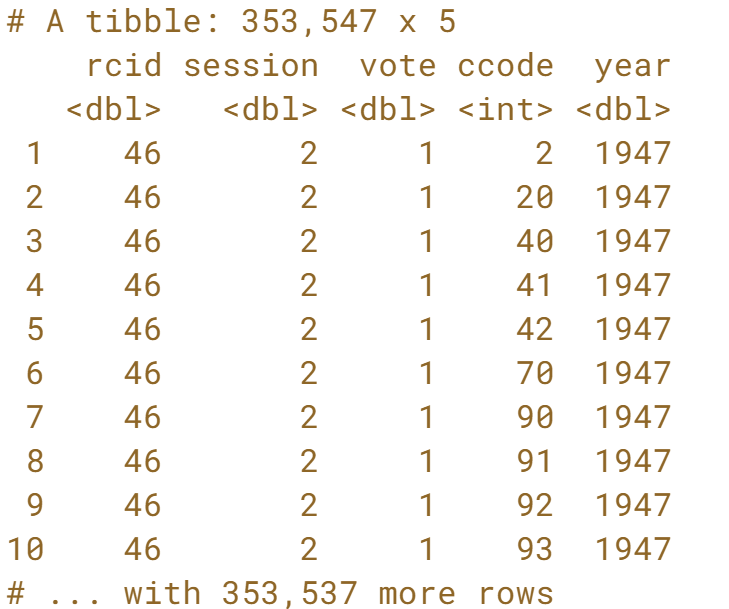 # A tibble: 353,547 x 5
    rcid session  vote ccode  year
   <dbl>   <dbl> <dbl> <int> <dbl>
 1    46       2     1     2  1947
 2    46       2     1    20  1947
 3    46       2     1    40  1947
 4    46       2     1    41  1947
 5    46       2     1    42  1947
 6    46       2     1    70  1947
 7    46       2     1    90  1947
 8    46       2     1    91  1947
 9    46       2     1    92  1947
10    46       2     1    93  1947
# ... with 353,537 more rows